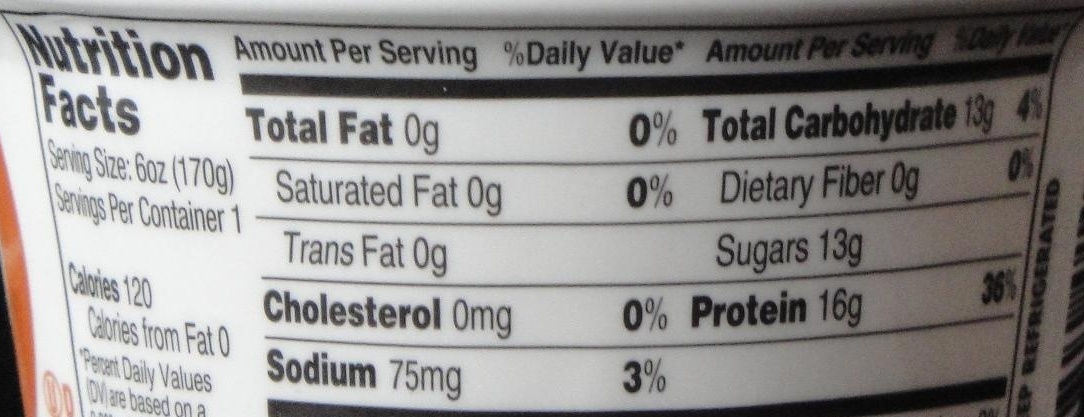 Nutrition
Facts
Serving Size: 6oz (170g)
Servings Per Container 1
Calories 120
Calories from Fat 0
*Percent Daily Values
(DV) are based on a
Amount Per Serving %Daily Value* Amount Per Serving %Daily Value*
Total Fat 0g 0% Total Carbohydrate 13g 4%
Saturated Fat 0g 0% Dietary Fiber 0g 0%
Trans Fat 0g Sugars 13g
Cholesterol 0mg 0% Protein 16g 36%
Sodium 75mg 3%
REFRIGERATED